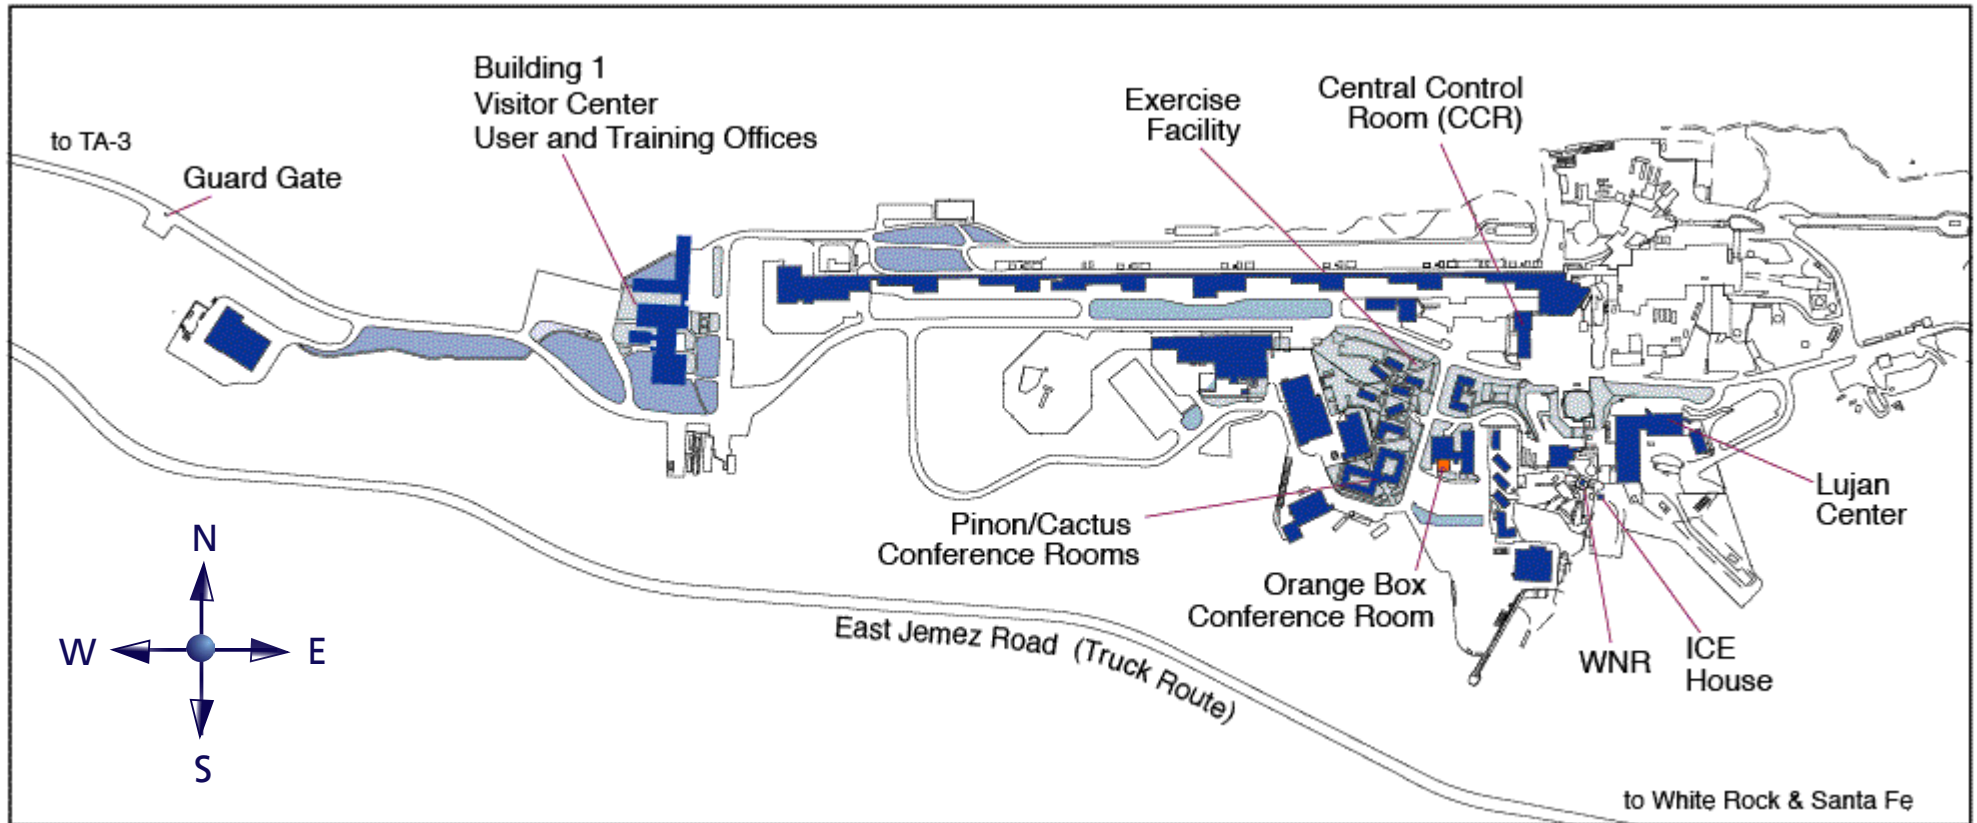 Building 1
Visitor Center
User and Training Offices
Exercise
Facility
Central Control
Room (CCR)
to TA-3
Guard Gate
Lujan
Center
Pinon/Cactus
Conference Rooms
Orange Box
Conference Room
WNR
ICE
House
East Jemez Road (Truck Route)
N
W
E
S
to White Rock & Santa Fe